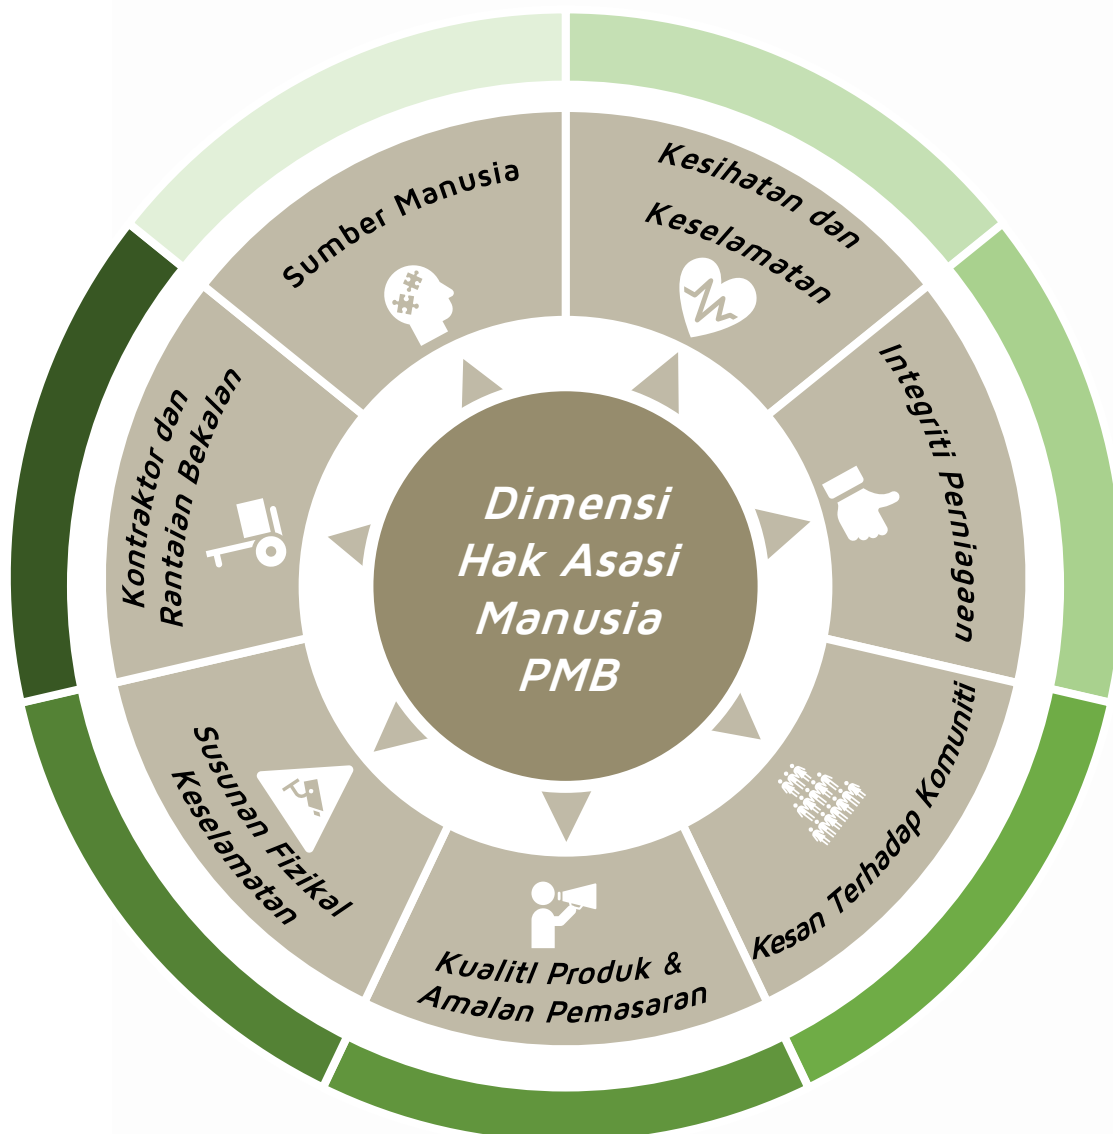 Dimensi
Hak Asasi
Manusia
PMB
Kesihatan dan
Keselamatan
Integriti Perniagaan
Kesan Terhadap Komuniti
KualitI Produk &
Amalan Pemasaran
Susunan Fizikal
Keselamatan
Kontraktor dan
Rantaian Bekalan
Sumber Manusia